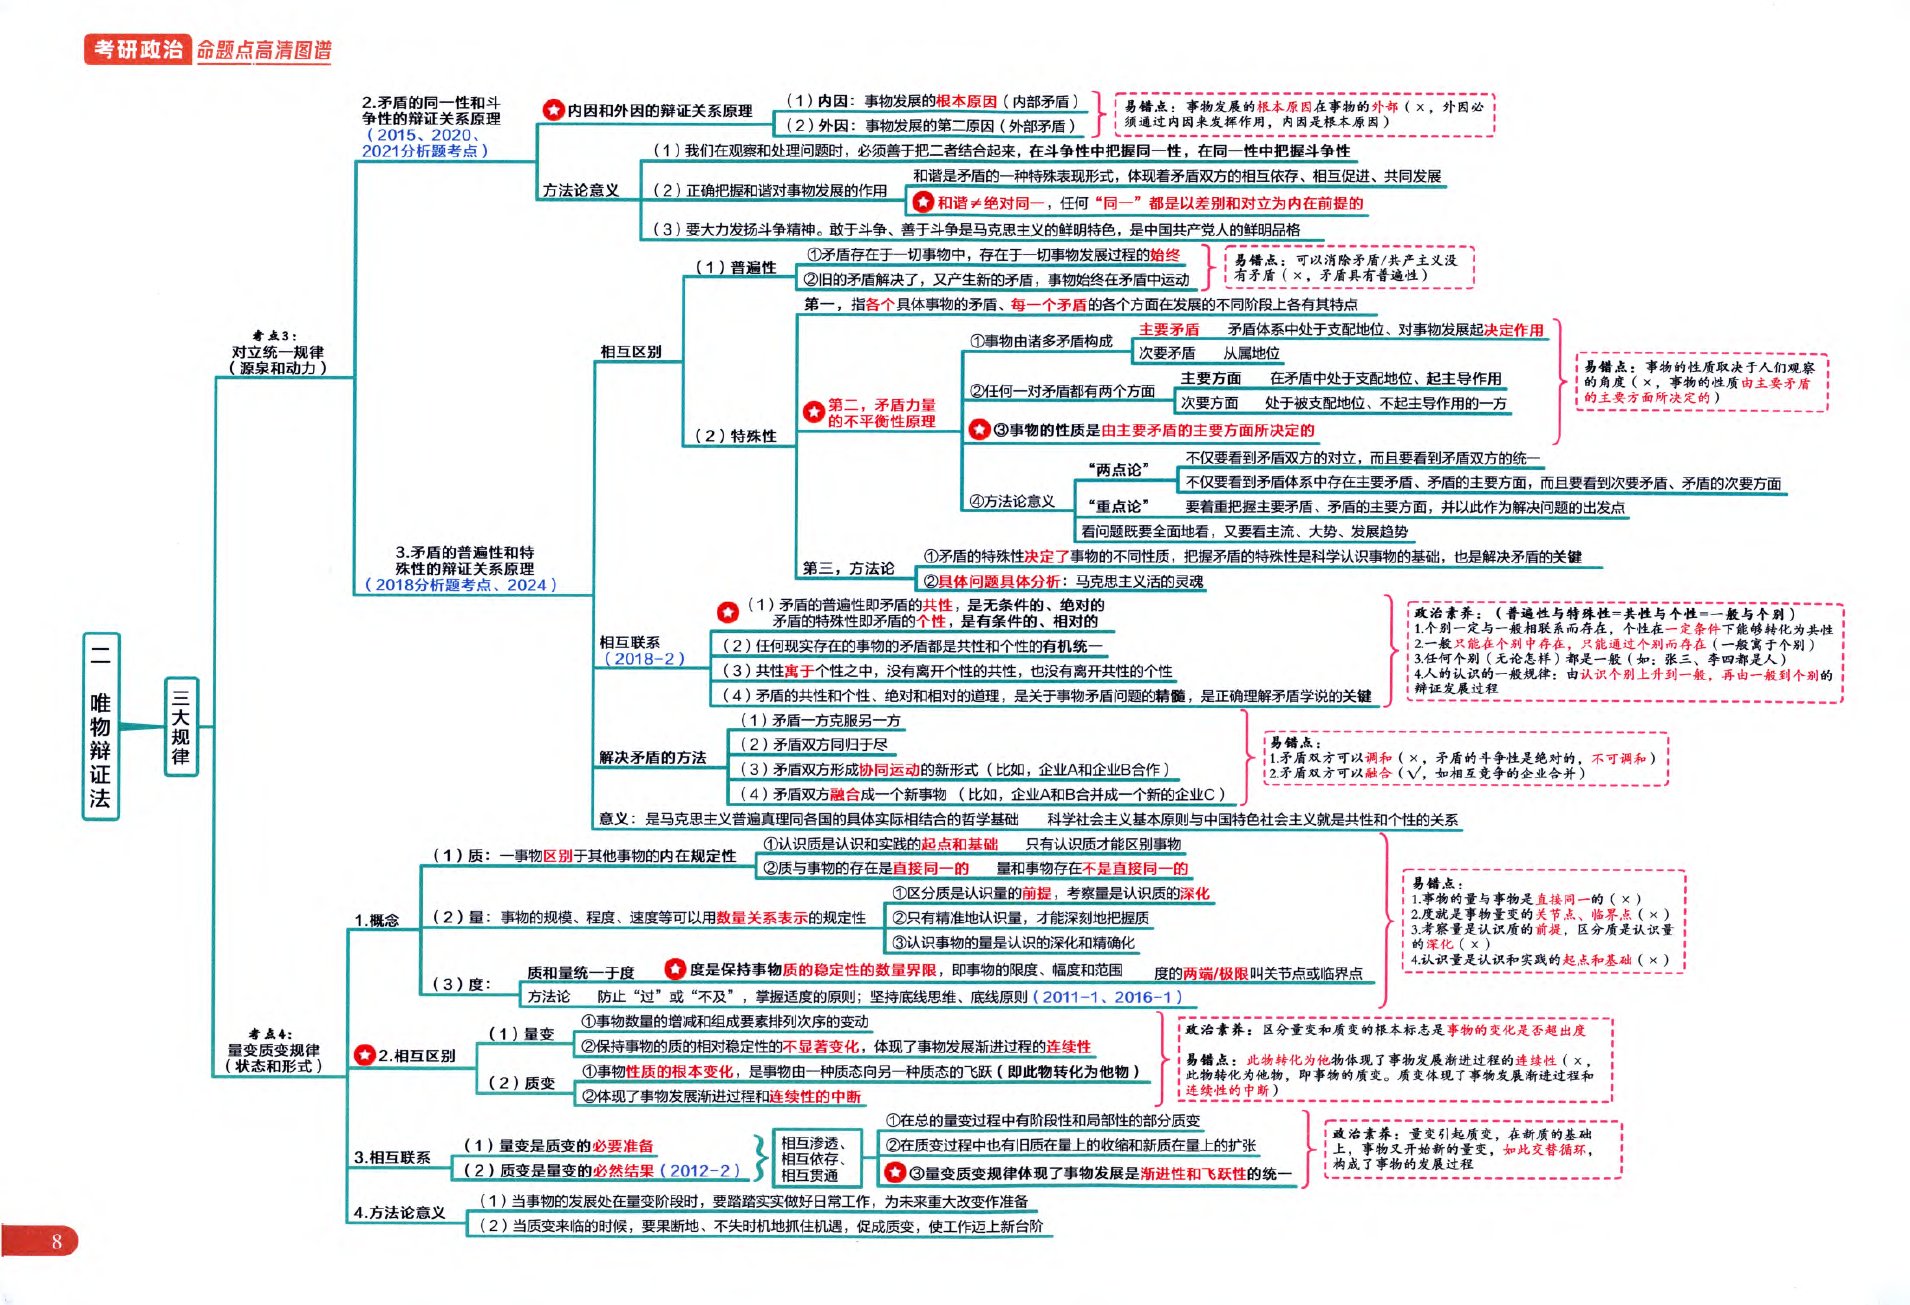 考研政治 命题点高清图谱
二 唯物辩证法
三大规律
考点3：
对立统一规律
（源泉和动力）
2.矛盾的同一性和斗
争性的辩证关系原理
（2015、2020、
2021分析题考点）
内因和外因的辩证关系原理
（1）内因：事物发展的根本原因（内部矛盾）
（2）外因：事物发展的第二原因（外部矛盾）
易错点：事物发展的根本原因在事物的外部（×，外因必
须通过内因来发挥作用，内因是根本原因）
方法论意义
（1）我们在观察和处理问题时，必须善于把二者结合起来，在斗争性中把握同一性，在同一性中把握斗争性
（2）正确把握和谐对事物发展的作用
和谐是矛盾的一种特殊表现形式，体现着矛盾双方的相互依存、相互促进、共同发展
和谐≠绝对同一，任何“同一”都是以差别和对立为内在前提的
（3）要大力发扬斗争精神。敢于斗争、善于斗争是马克思主义的鲜明特色，是中国共产党人的鲜明品格
3.矛盾的普遍性和特
殊性的辩证关系原理
（2018分析题考点、2024）
相互区别
（1）普遍性
①矛盾存在于一切事物中，存在于一切事物发展过程的始终
②旧的矛盾解决了，又产生新的矛盾，事物始终在矛盾中运动
易错点：可以消除矛盾/共产主义没
有矛盾（×，矛盾具有普遍性）
（2）特殊性
第一，指各个具体事物的矛盾、每一个矛盾的各个方面在发展的不同阶段上各有其特点
第二，矛盾力量
的不平衡性原理
①事物由诸多矛盾构成
主要矛盾 矛盾体系中处于支配地位、对事物发展起决定作用
次要矛盾 从属地位
②任何一对矛盾都有两个方面
主要方面 在矛盾中处于支配地位、起主导作用
次要方面 处于被支配地位、不起主导作用的一方
③事物的性质是由主要矛盾的主要方面所决定的
易错点：事物的性质取决于人们观察
的角度（×，事物的性质由主要矛盾
的主要方面所决定的）
④方法论意义
“两点论”
不仅要看到矛盾双方的对立，而且要看到矛盾双方的统一
不仅要看到矛盾体系中存在主要矛盾、矛盾的主要方面，而且要看到次要矛盾、矛盾的次要方面
“重点论” 要着重把握主要矛盾、矛盾的主要方面，并以此作为解决问题的出发点
看问题既要全面地看，又要看主流、大势、发展趋势
第三，方法论
①矛盾的特殊性决定了事物的不同性质，把握矛盾的特殊性是科学认识事物的基础，也是解决矛盾的关键
②具体问题具体分析：马克思主义活的灵魂
相互联系
（2018-2）
（1）矛盾的普遍性即矛盾的共性，是无条件的、绝对的
矛盾的特殊性即矛盾的个性，是有条件的、相对的
（2）任何现实存在的事物的矛盾都是共性和个性的有机统一
（3）共性寓于个性之中，没有离开个性的共性，也没有离开共性的个性
（4）矛盾的共性和个性、绝对和相对的道理，是关于事物矛盾问题的精髓，是正确理解矛盾学说的关键
政治素养：（普遍性与特殊性=共性与个性=一般与个别）
1.个别一定与一般相联系而存在，个性在一定条件下能够转化为共性
2.一般只能在个别中存在，只能通过个别而存在（一般寓于个别）
3.任何个别（无论怎样）都是一般（如：张三、李四都是人）
4.人的认识的一般规律：由认识个别上升到一般，再由一般到个别的
辩证发展过程
解决矛盾的方法
（1）矛盾一方克服另一方
（2）矛盾双方同归于尽
（3）矛盾双方形成协同运动的新形式（比如，企业A和企业B合作）
（4）矛盾双方融合成一个新事物（比如，企业A和B合并成一个新的企业C）
易错点：
1.矛盾双方可以调和（×，矛盾的斗争性是绝对的，不可调和）
2.矛盾双方可以融合（√，如相互竞争的企业合并）
意义：是马克思主义普遍真理同各国的具体实际相结合的哲学基础 科学社会主义基本原则与中国特色社会主义就是共性和个性的关系
考点4：
量变质变规律
（状态和形式）
1.概念
（1）质：一事物区别于其他事物的内在规定性
①认识质是认识和实践的起点和基础 只有认识质才能区别事物
②质与事物的存在是直接同一的 量和事物存在不是直接同一的
（2）量：事物的规模、程度、速度等可以用数量关系表示的规定性
①区分质是认识量的前提，考察量是认识质的深化
②只有精准地认识量，才能深刻地把握质
③认识事物的量是认识的深化和精确化
（3）度：
质和量统一于度 度是保持事物质的稳定性的数量界限，即事物的限度、幅度和范围 度的两端/极限叫关节点或临界点
方法论 防止“过”或“不及”，掌握适度的原则；坚持底线思维、底线原则（2011-1、2016-1）
易错点：
1.事物的量与事物是直接同一的（×）
2.度就是事物量变的关节点、临界点（×）
3.考察量是认识质的前提，区分质是认识量
的深化（×）
4.认识量是认识和实践的起点和基础（×）
2.相互区别
（1）量变
①事物数量的增减和组成要素排列次序的变动
②保持事物的质的相对稳定性的不显著变化，体现了事物发展渐进过程的连续性
（2）质变
①事物性质的根本变化，是事物由一种质态向另一种质态的飞跃（即此物转化为他物）
②体现了事物发展渐进过程和连续性的中断
政治素养：区分量变和质变的根本标志是事物的变化是否超出度
易错点：此物转化为他物体现了事物发展渐进过程的连续性（×，
此物转化为他物，即事物的质变。质变体现了事物发展渐进过程和
连续性的中断）
3.相互联系
（1）量变是质变的必要准备
（2）质变是量变的必然结果（2012-2）
相互渗透、
相互依存、
相互贯通
①在总的量变过程中有阶段性和局部性的部分质变
②在质变过程中也有旧质在量上的收缩和新质在量上的扩张
③量变质变规律体现了事物发展是渐进性和飞跃性的统一
政治素养：量变引起质变，在新质的基础
上，事物又开始新的量变，如此交替循环，
构成了事物的发展过程
4.方法论意义
（1）当事物的发展处在量变阶段时，要踏踏实实做好日常工作，为未来重大改变作准备
（2）当质变来临的时候，要果断地、不失时机地抓住机遇，促成质变，使工作迈上新台阶
8